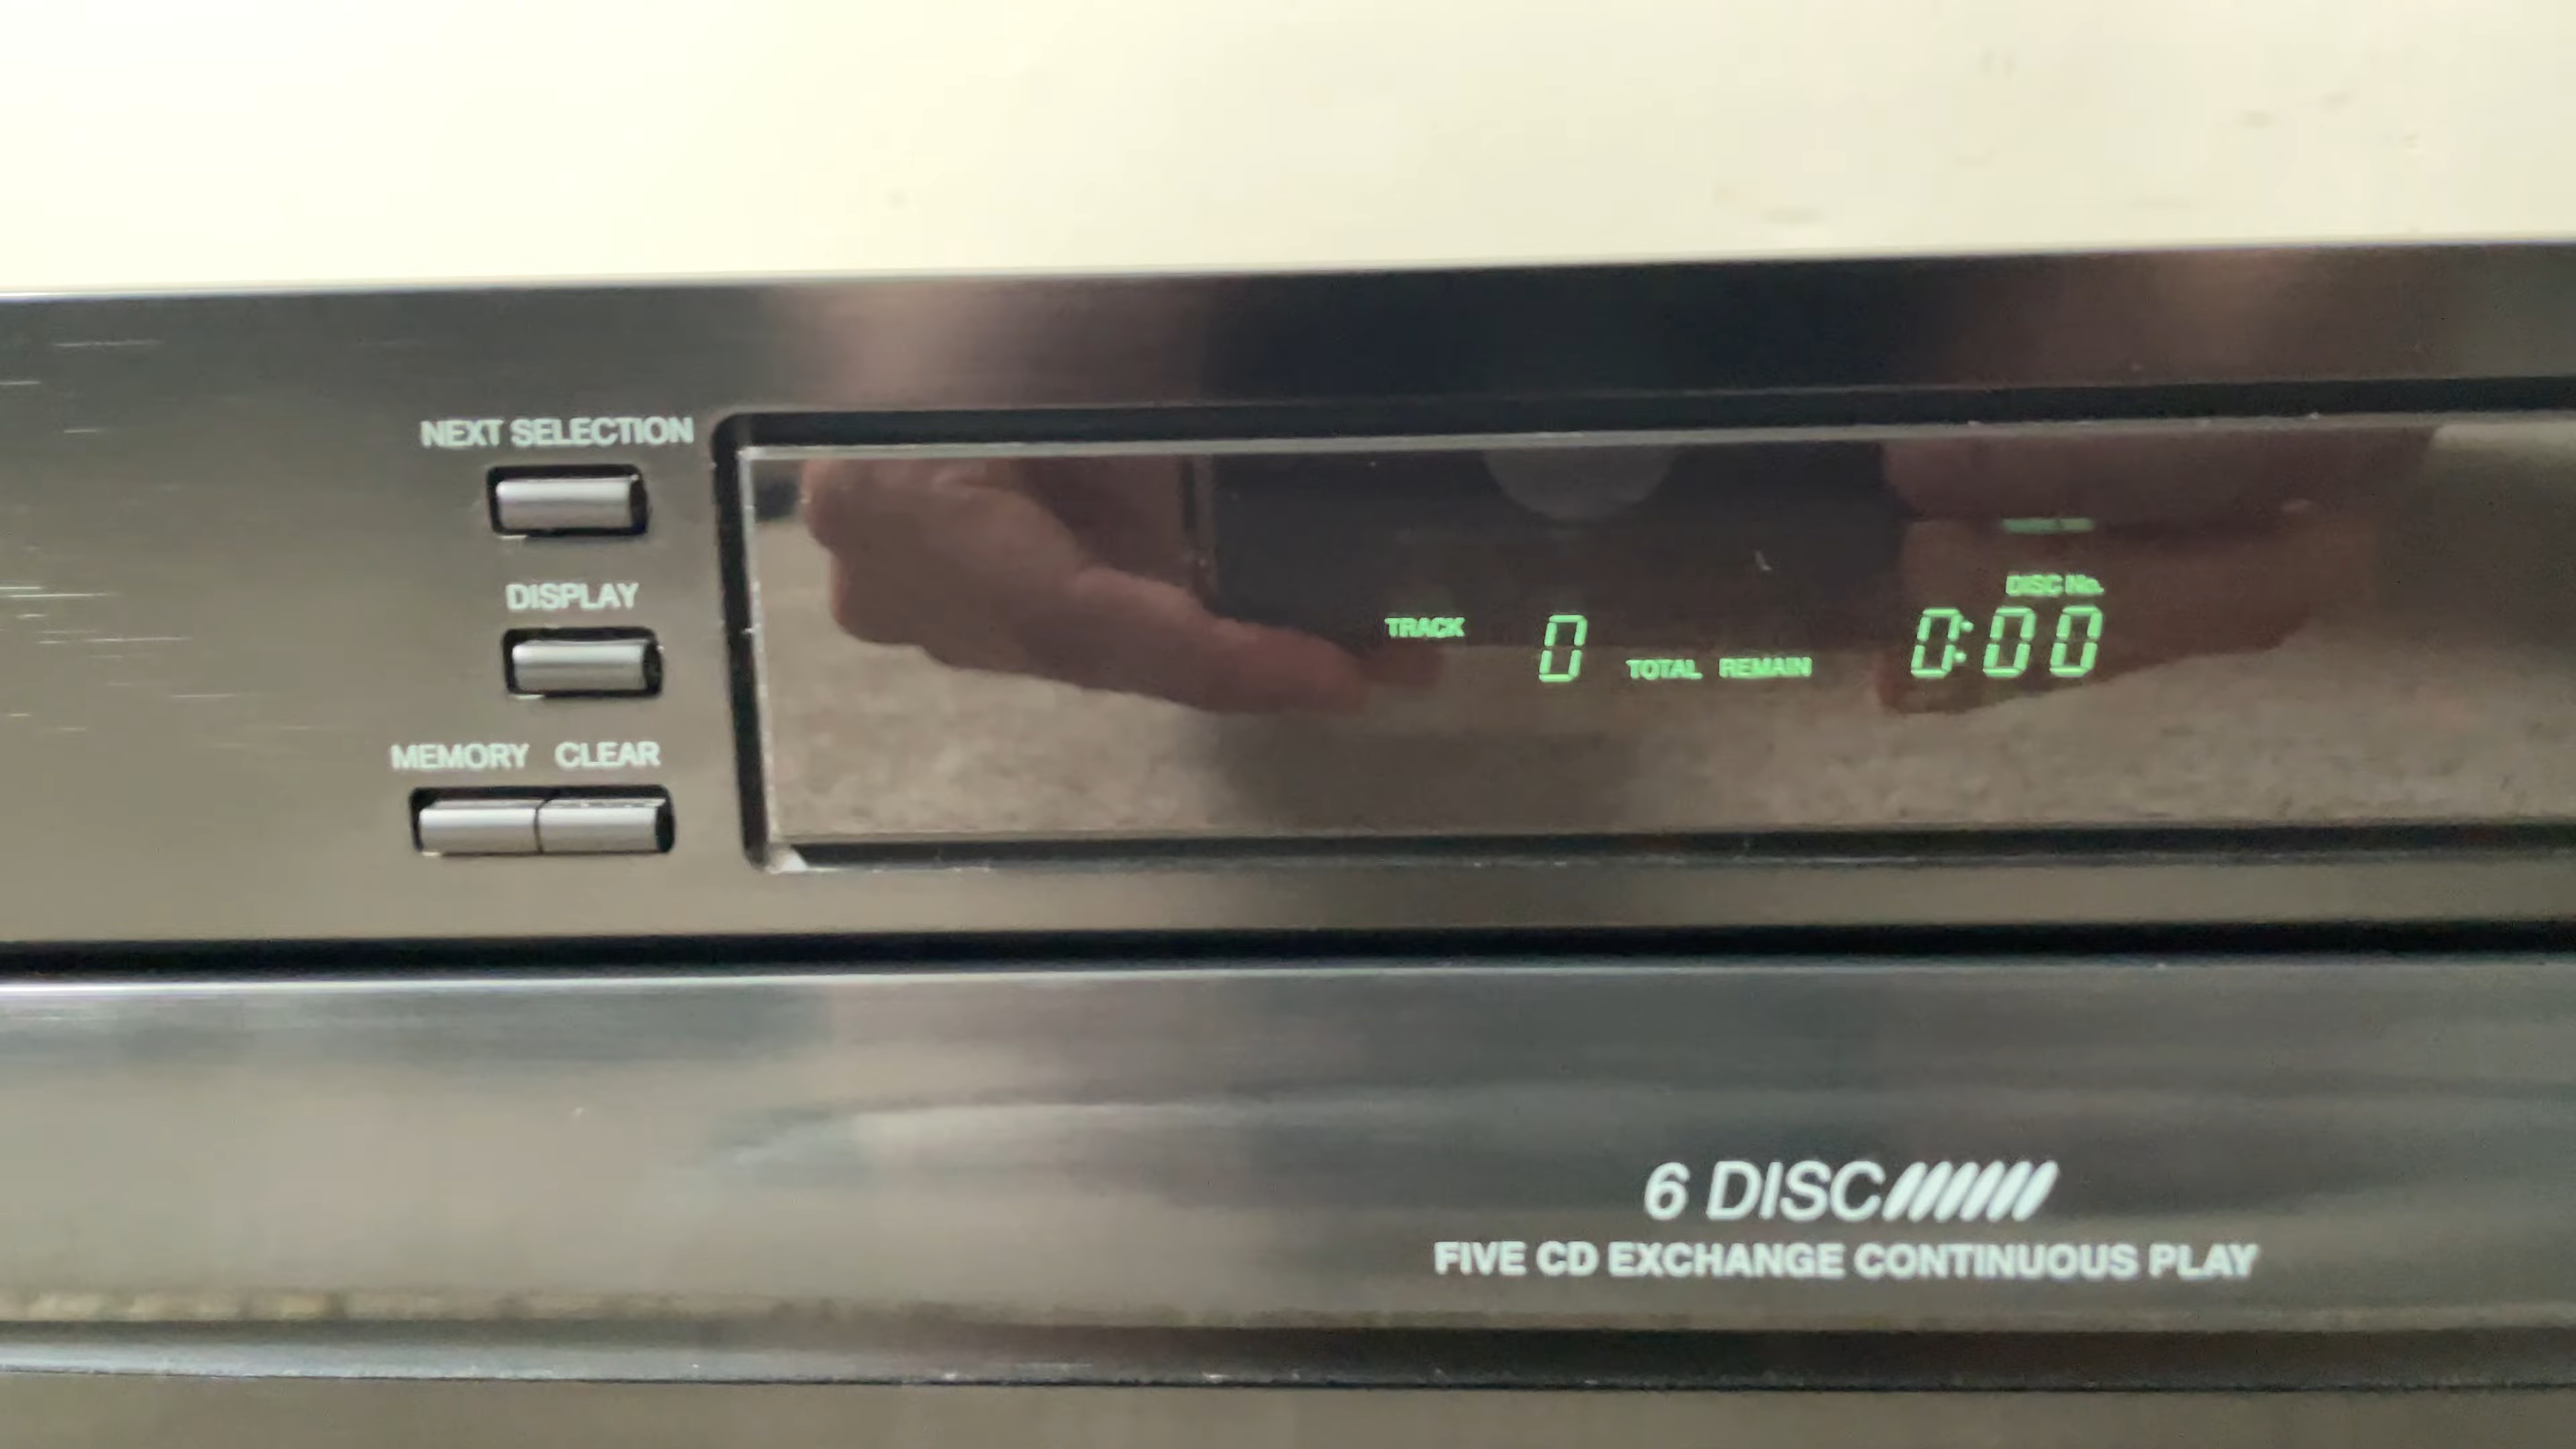 NEXT SELECTION
DISPLAY
MEMORY CLEAR
DISC No.
TRACK 0 TOTAL REMAIN 0:00
6 DISC
FIVE CD EXCHANGE CONTINUOUS PLAY